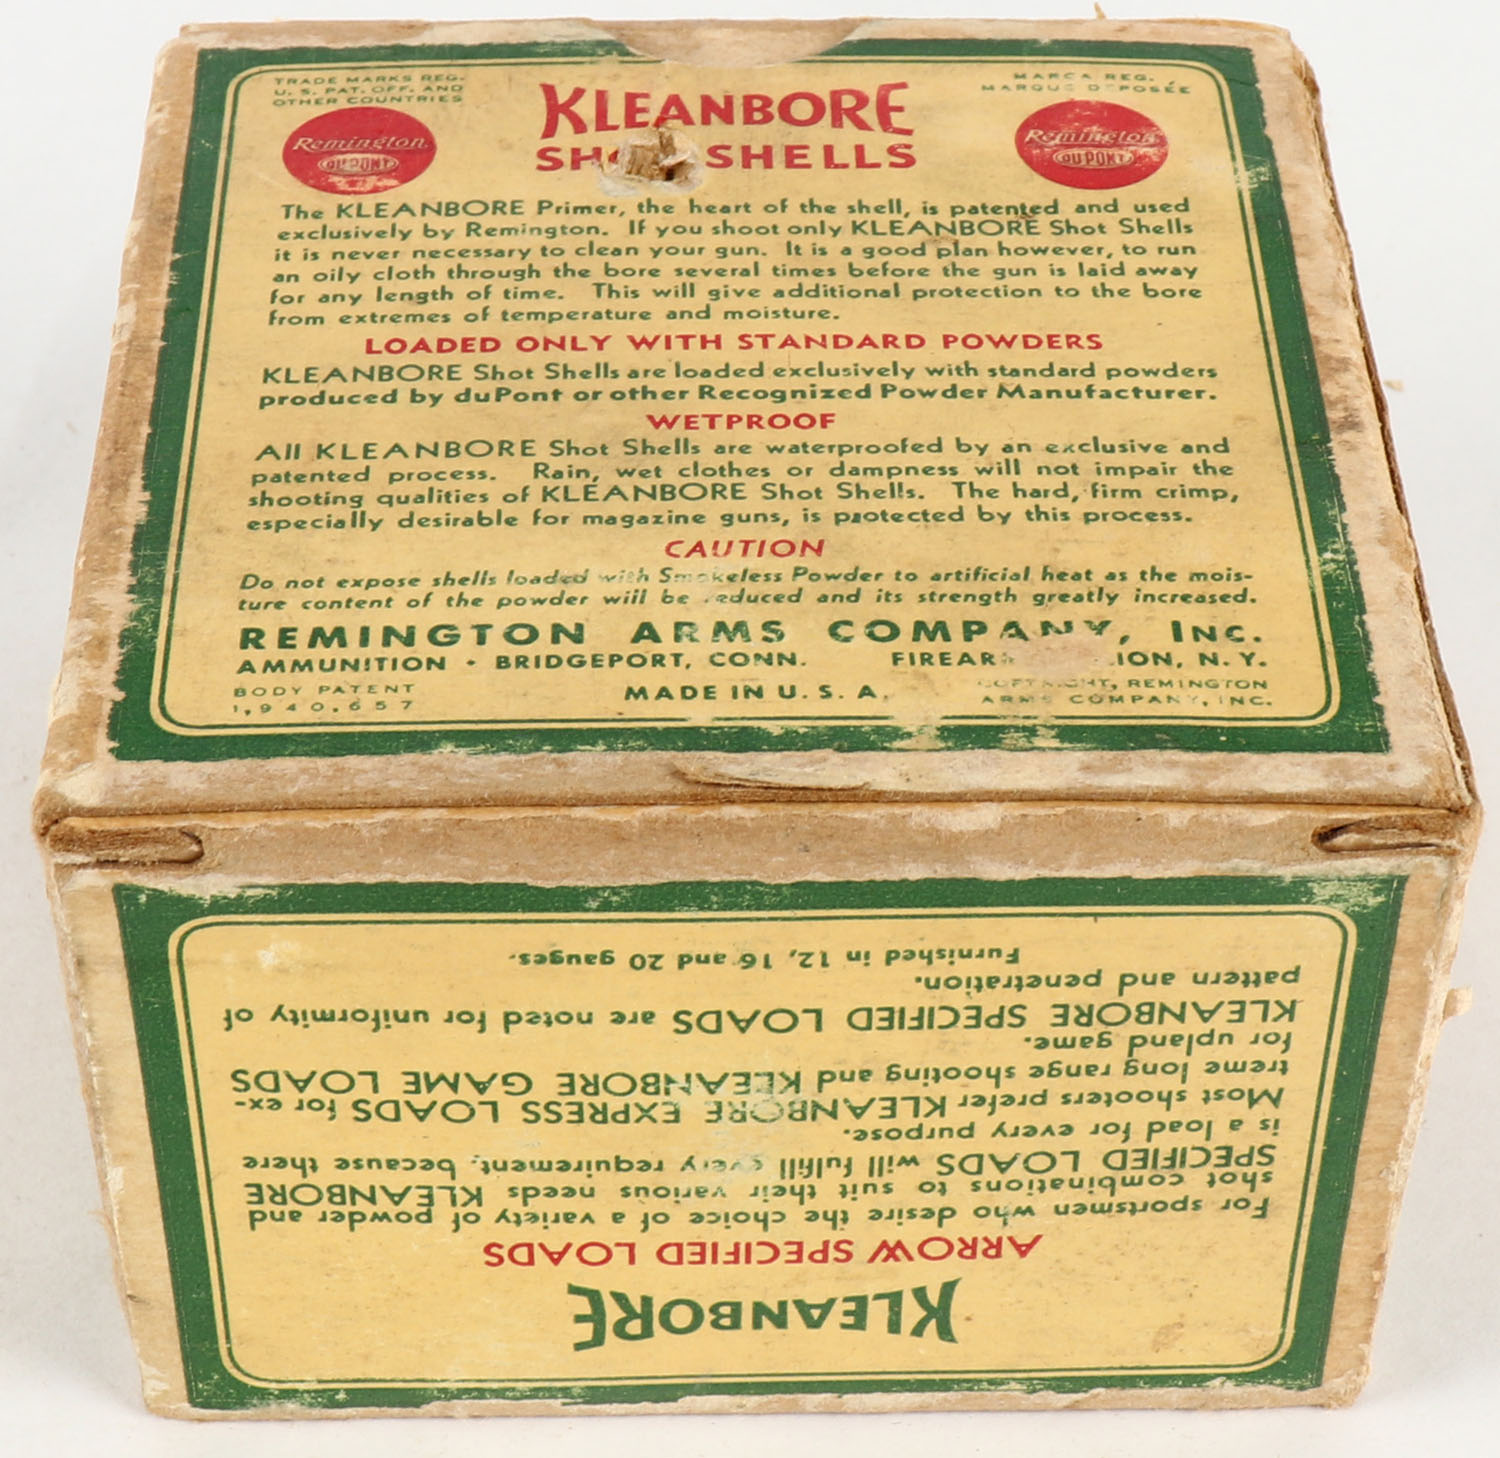 TRADE MARKS REG.
U. S. PAT. OFF. AND
OTHER COUNTRIES
Remington
DU PONT
KLEANBORE
SHELLS
MARCA REG.
MARQUE DEPOSÉE
Remington
DU PONT
The KLEANBORE Primer, the heart of the shell, is patented and used
exclusively by Remington. If you shoot only KLEANBORE Shot Shells
it is never necessary to clean your gun. It is a good plan however, to run
an oily cloth through the bore several times before the gun is laid away
for any length of time. This will give additional protection to the bore
from extremes of temperature and moisture.
LOADED ONLY WITH STANDARD POWDERS
KLEANBORE Shot Shells are loaded exclusively with standard powders
produced by duPont or other Recognized Powder Manufacturer.
WETPROOF
All KLEANBORE Shot Shells are waterproofed by an exclusive and
patented process. Rain, wet clothes or dampness will not impair the
shooting qualities of KLEANBORE Shot Shells. The hard, firm crimp,
especially desirable for magazine guns, is protected by this process.
CAUTION
Do not expose shells loaded with Smokeless Powder to artificial heat as the mois-
ture content of the powder will be reduced and its strength greatly increased.
REMINGTON ARMS COMPANY, INC.
AMMUNITION • BRIDGEPORT, CONN.
N. Y.
BODY PATENT
1,940,657
MADE IN U. S. A.
COPYRIGHT, REMINGTON
ARMS COMPANY, INC.
KLEANBORE
ARROW SPECIFIED LOADS
For sportsmen who desire the choice of a variety of powder and
shot combinations to suit their various needs KLEANBORE
SPECIFIED LOADS will fulfill every requirement, because there
is a load for every purpose.
Most shooters prefer KLEANBORE EXPRESS LOADS for ex-
treme long range shooting and KLEANBORE GAME LOADS
for upland game.
KLEANBORE SPECIFIED LOADS are noted for uniformity of
pattern and penetration.
Furnished in 12, 16 and 20 gauges.